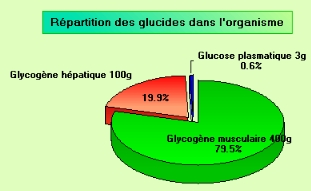 Répartition des glucides dans l'organisme
Glucose plasmatique 3g
0.6%
Glycogène hépatique 100g
19.9%
Glycogène musculaire 400g
79.5%